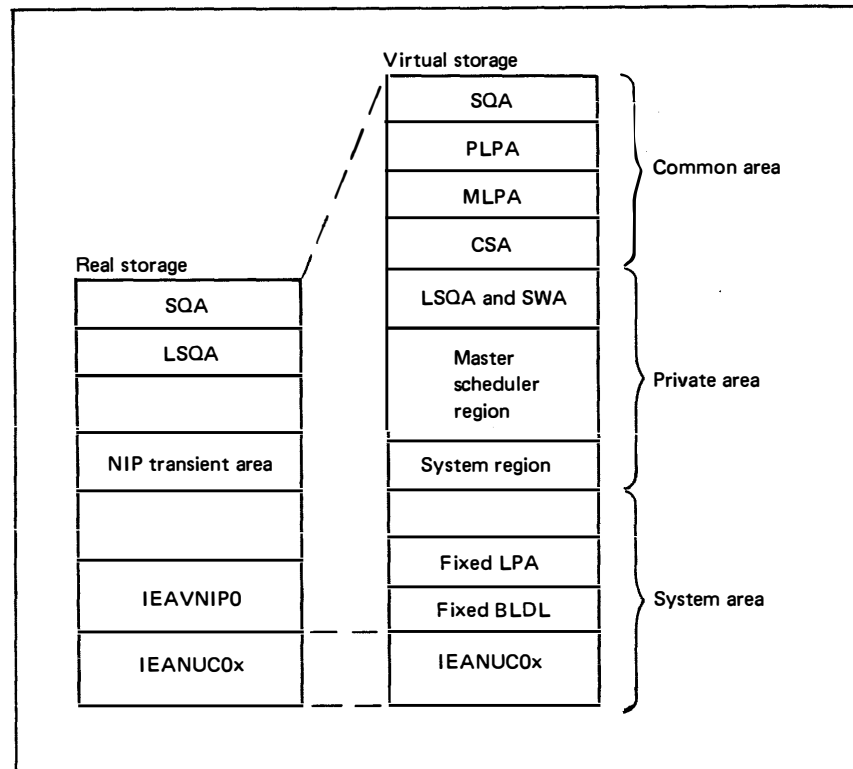 Virtual storage
SQA
PLPA
MLPA
CSA
Common area
LSQA and SWA
Master
scheduler
region
System region
Private area
Fixed LPA
Fixed BLDL
IEANUC0x
System area
Real storage
SQA
LSQA
NIP transient area
IEAVNIP0
IEANUC0x